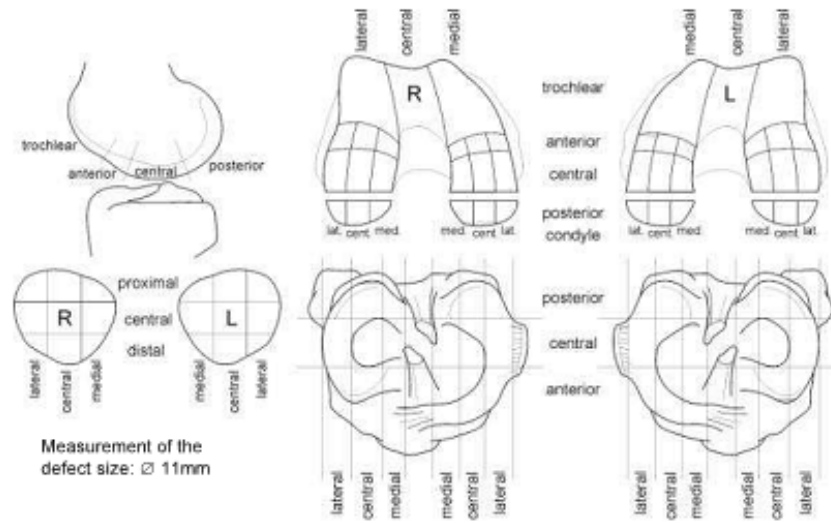 lateral
central
medial
medial
central
lateral
R
L
trochlear
anterior
central
posterior
condyle
lat. cent. med.
med. cent. lat.
lat. cent. med.
med. cent. lat.
trochlear
anterior
central
posterior
proximal
central
distal
R
L
lateral
central
medial
medial
central
lateral
posterior
central
anterior
lateral
central
medial
medial
central
lateral
lateral
central
medial
medial
central
lateral
Measurement of the
defect size: ∅ 11mm